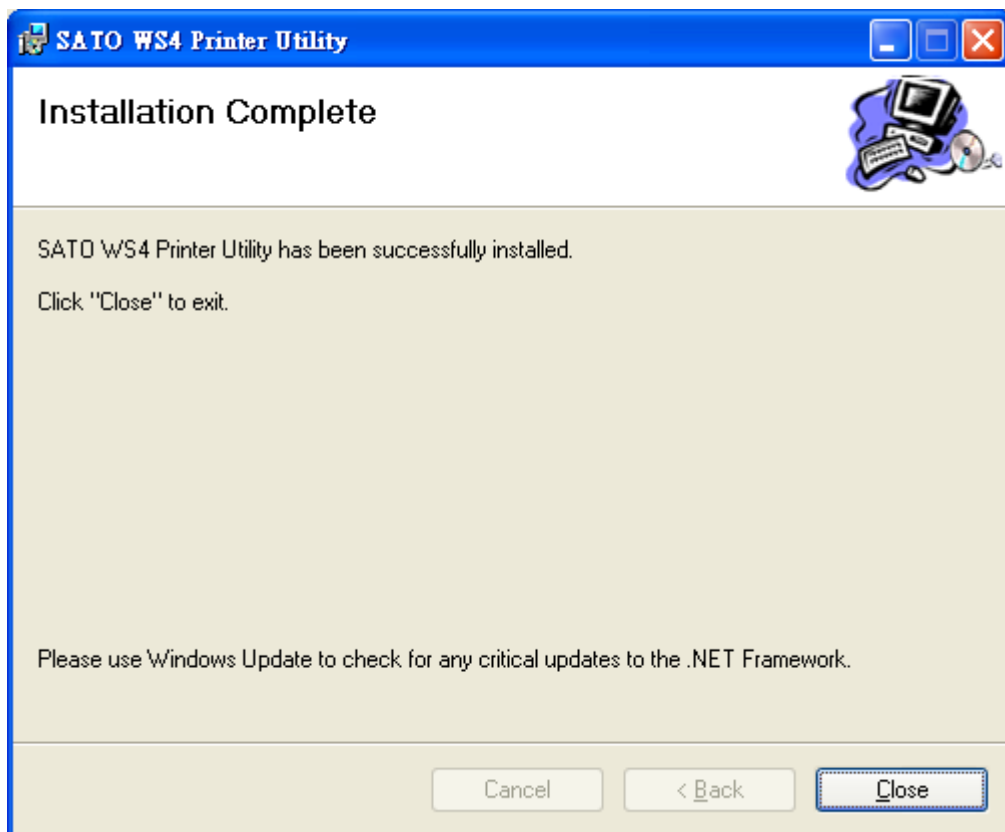 SATO WS4 Printer Utility
Installation Complete
SATO WS4 Printer Utility has been successfully installed.
Click "Close" to exit.
Please use Windows Update to check for any critical updates to the .NET Framework.
Cancel
< Back
Close